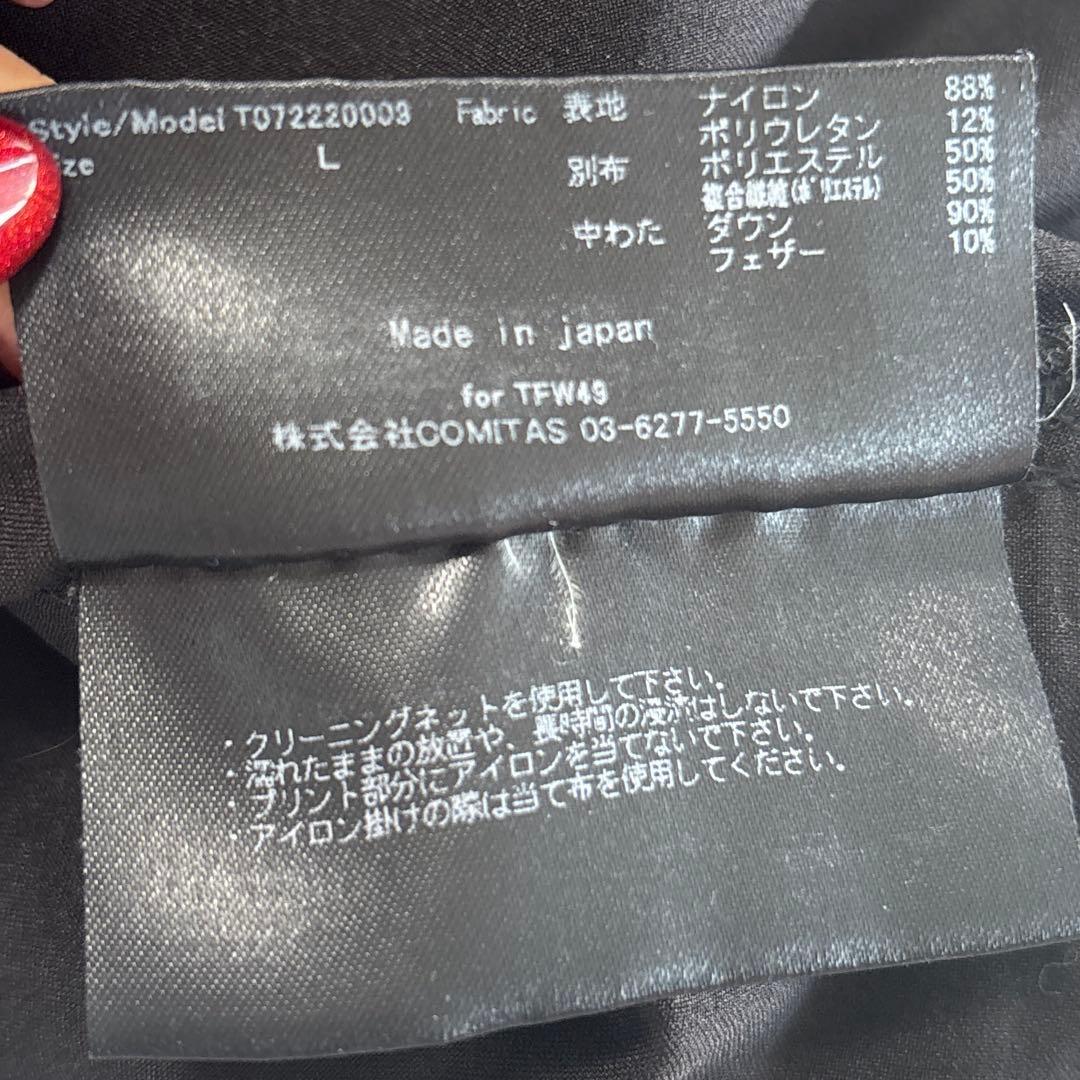 Style/Model T072220003 Fabric 表地 ナイロン 88%
ポリウレタン 12%
ize L 別布 ポリエステル 50%
複合繊維(ポリエステル) 50%
中わた ダウン 90%
フェザー 10%
Made in japan
for TFW49
株式会社COMITAS 03-6277-5550
・クリーニングネットを使用して下さい。
・濡れたままの放置や、長時間の浸漬はしないで下さい。
・プリント部分にアイロンを当てないで下さい。
・アイロン掛けの際は当て布を使用してください。